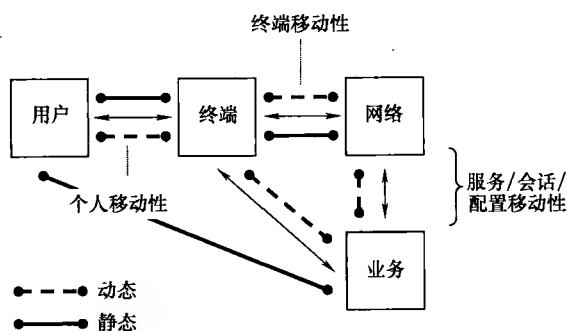 终端移动性
用户
终端
网络
个人移动性
服务/会话/
配置移动性
业务
动态
静态